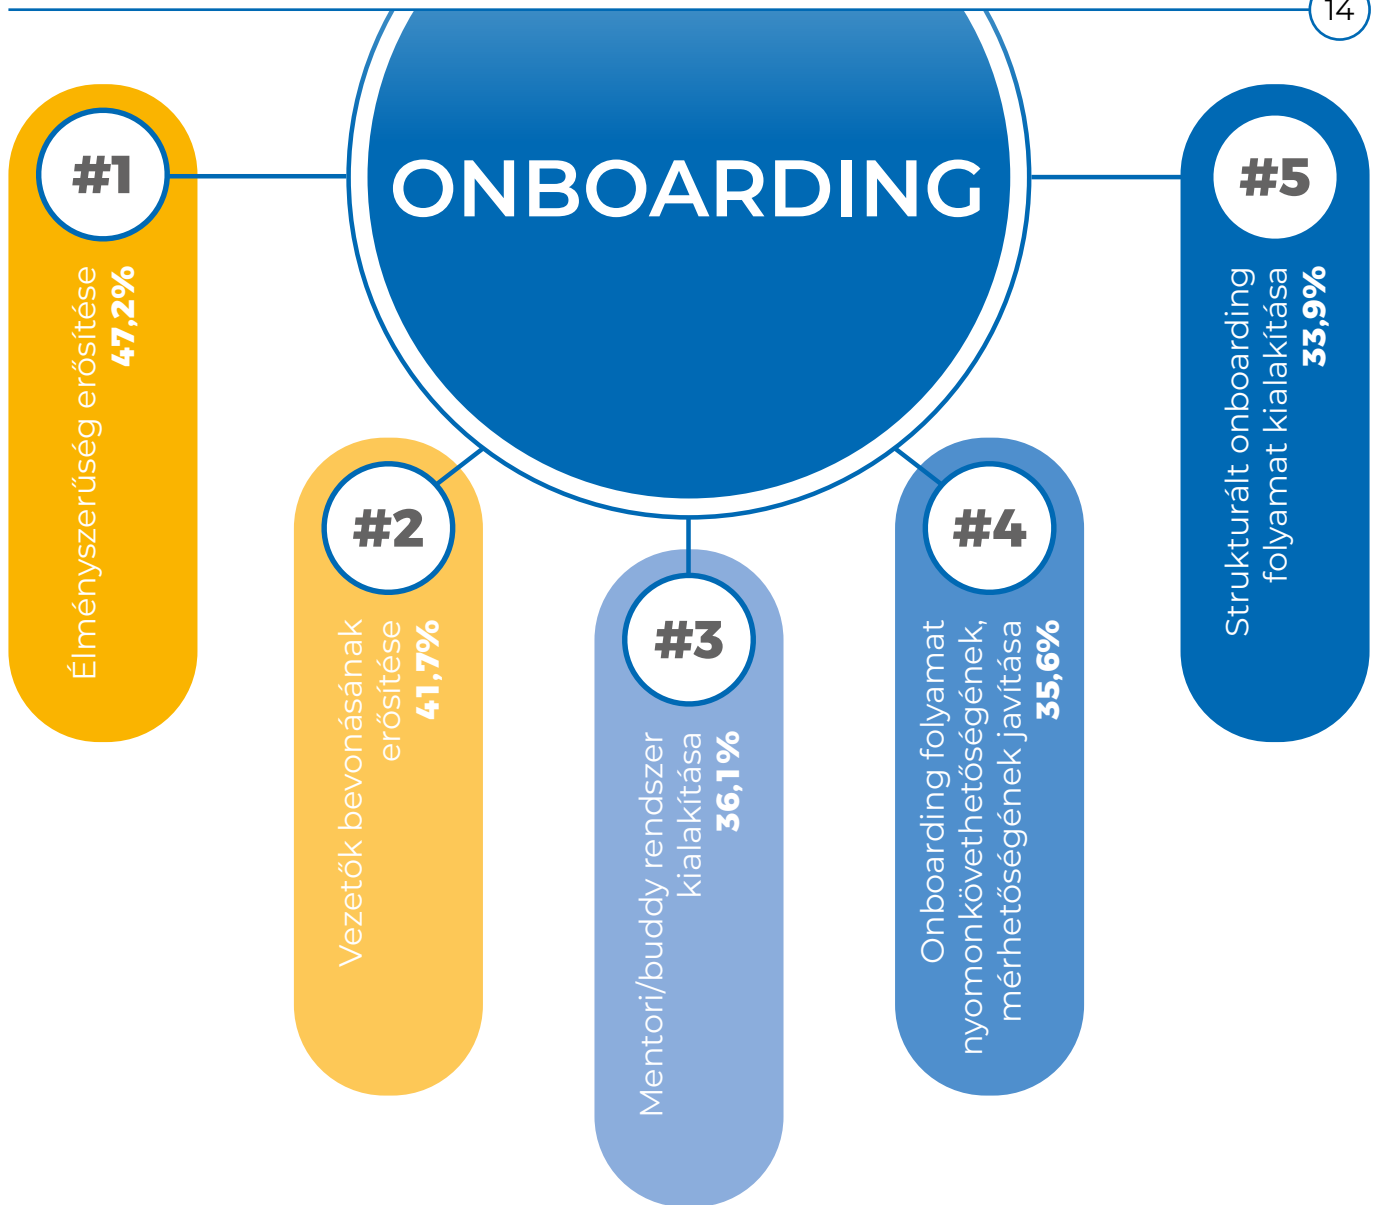 14
ONBOARDING
#1
Élményszerűség erősítése
47,2%
#2
Vezetők bevonásának
erősítése
41,7%
#3
Mentori/buddy rendszer
kialakítása
36,1%
#4
Onboarding folyamat
nyomonkövethetőségének,
mérhetőségének javítása
35,6%
#5
Strukturált onboarding
folyamat kialakítása
33,9%